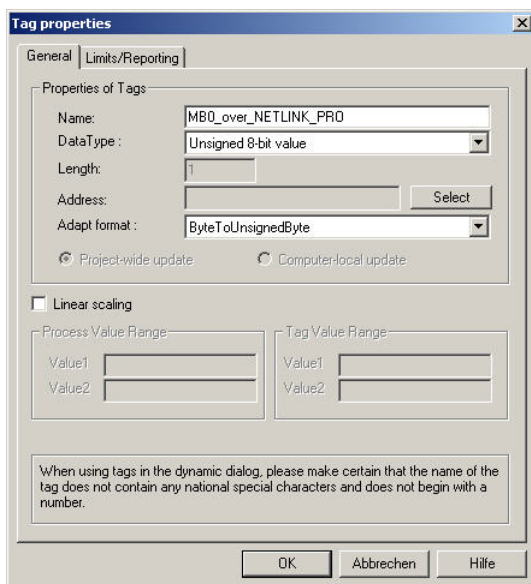 Tag properties
General Limits/Reporting
Properties of Tags
Name: MB0_over_NETLINK_PRO
DataType : Unsigned 8-bit value
Length: 1
Address: Select
Adapt format : ByteToUnsignedByte
Project-wide update Computer-local update
Linear scaling
Process Value Range Tag Value Range
Value1 Value1
Value2 Value2
When using tags in the dynamic dialog, please make certain that the name of the
tag does not contain any national special characters and does not begin with a
number.
OK Abbrechen Hilfe